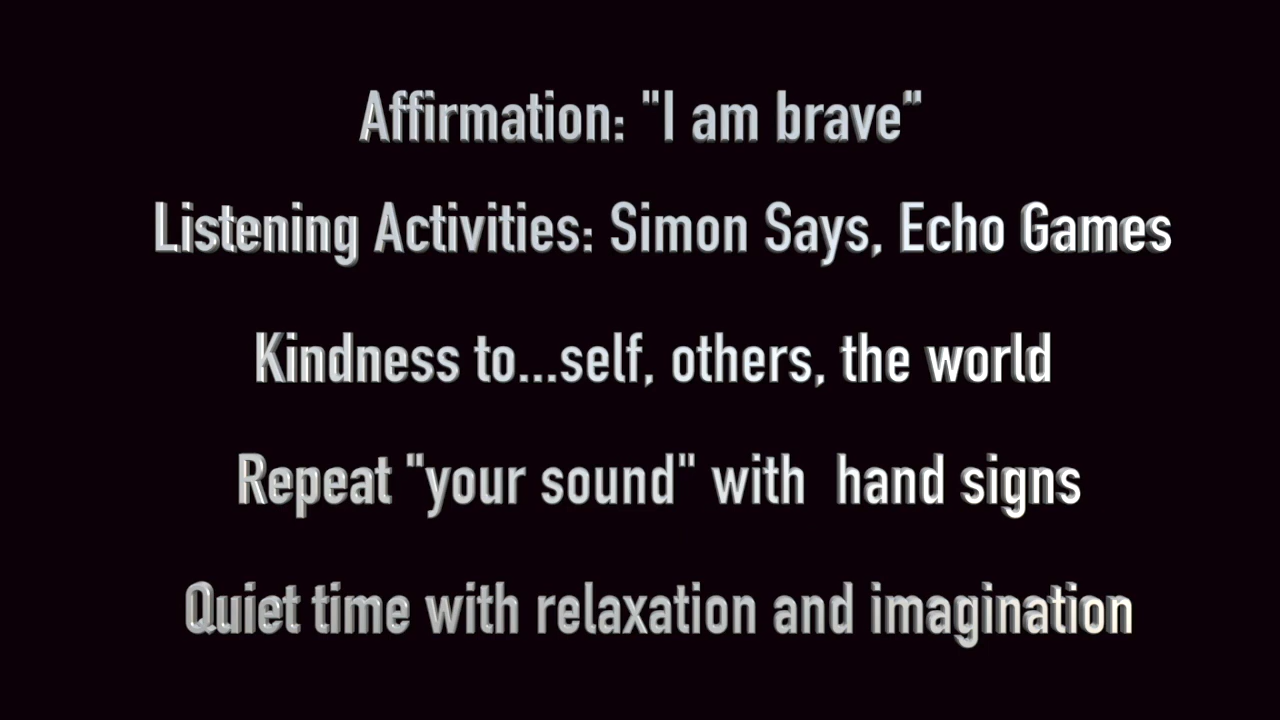 Affirmation: "I am brave"
Listening Activities: Simon Says, Echo Games
Kindness to...self, others, the world
Repeat "your sound" with  hand signs
Quiet time with relaxation and imagination